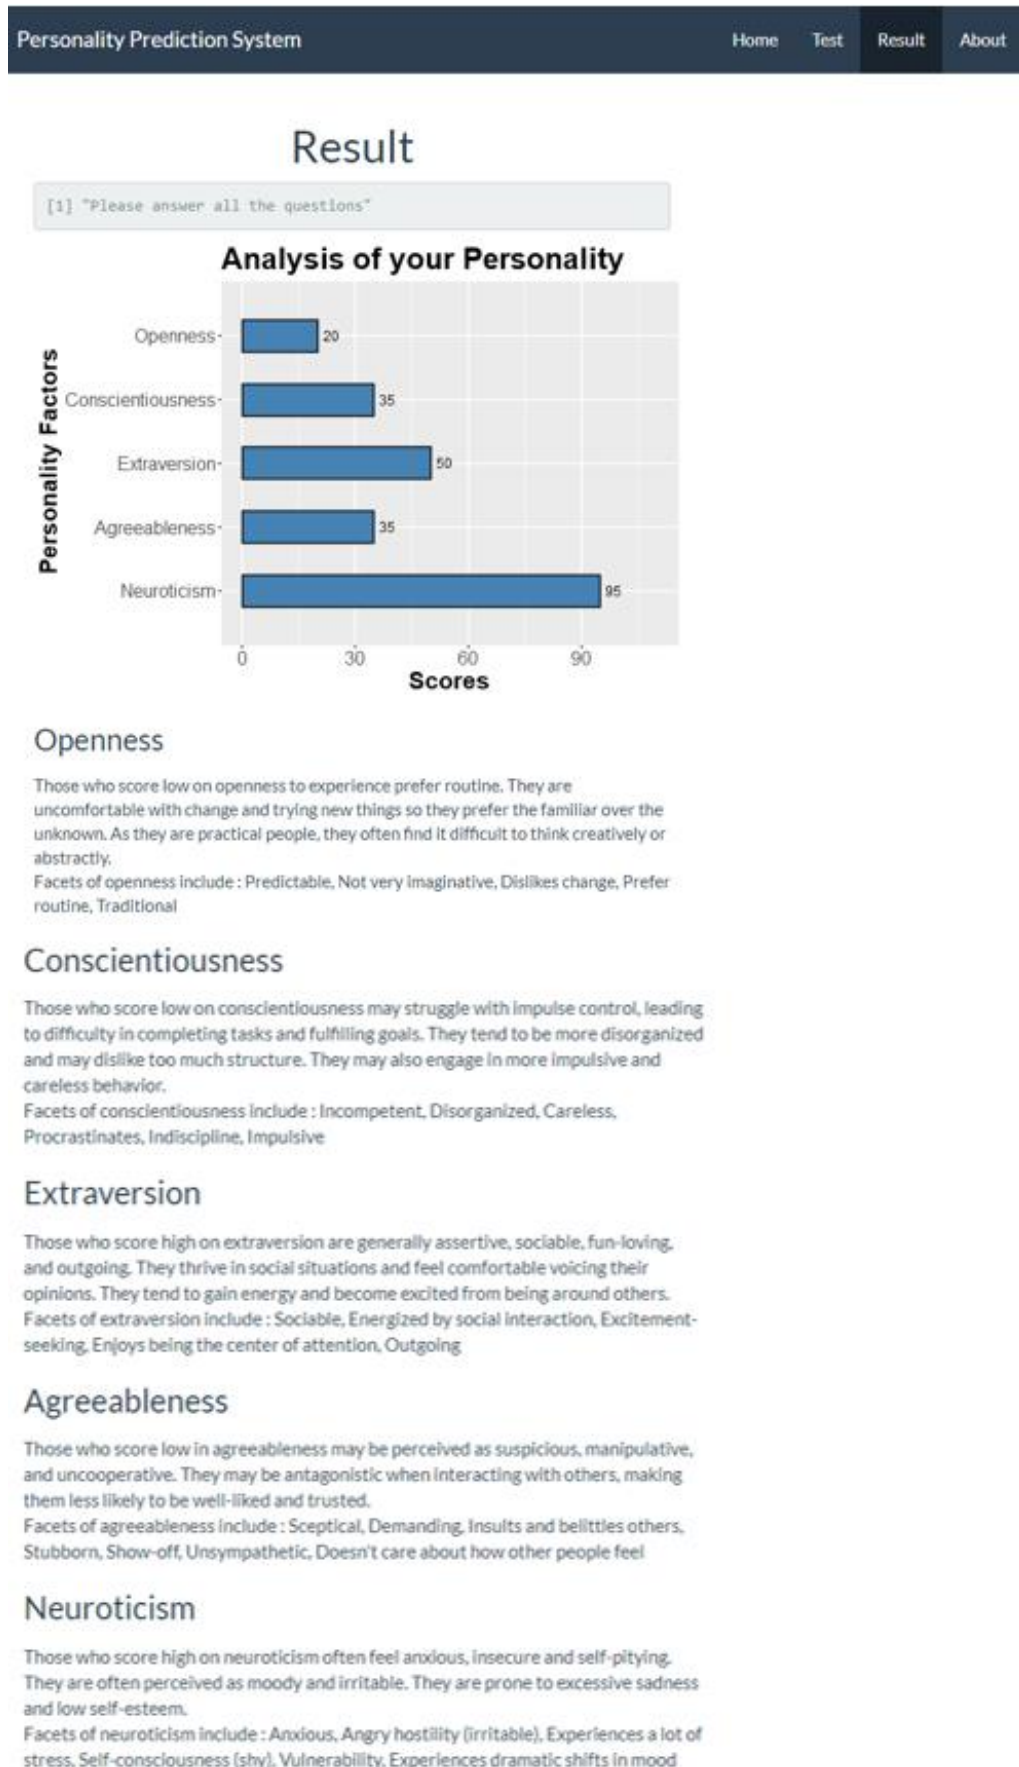 Personality Prediction System Home Test Result About
Result
[1] "Please answer all the questions"
Analysis of your Personality
Personality Factors
Openness 20
Conscientiousness 35
Extraversion 50
Agreeableness 35
Neuroticism 95
0 30 60 90
Scores
Openness
Those who score low on openness to experience prefer routine. They are
uncomfortable with change and trying new things so they prefer the familiar over the
unknown. As they are practical people, they often find it difficult to think creatively or
abstractly.
Facets of openness include : Predictable, Not very imaginative, Dislikes change, Prefer
routine, Traditional
Conscientiousness
Those who score low on conscientiousness may struggle with impulse control, leading
to difficulty in completing tasks and fulfilling goals. They tend to be more disorganized
and may dislike too much structure. They may also engage in more impulsive and
careless behavior.
Facets of conscientiousness include : Incompetent, Disorganized, Careless,
Procrastinates, Indiscipline, Impulsive
Extraversion
Those who score high on extraversion are generally assertive, sociable, fun-loving,
and outgoing. They thrive in social situations and feel comfortable voicing their
opinions. They tend to gain energy and become excited from being around others.
Facets of extraversion include : Sociable, Energized by social interaction, Excitement-
seeking, Enjoys being the center of attention, Outgoing
Agreeableness
Those who score low in agreeableness may be perceived as suspicious, manipulative,
and uncooperative. They may be antagonistic when interacting with others, making
them less likely to be well-liked and trusted.
Facets of agreeableness include : Sceptical, Demanding, Insults and belittles others,
Stubborn, Show-off, Unsympathetic, Doesn't care about how other people feel
Neuroticism
Those who score high on neuroticism often feel anxious, insecure and self-pitying.
They are often perceived as moody and irritable. They are prone to excessive sadness
and low self-esteem.
Facets of neuroticism include : Anxious, Angry hostility (irritable), Experiences a lot of
stress, Self-consciousness (shy), Vulnerability, Experiences dramatic shifts in mood